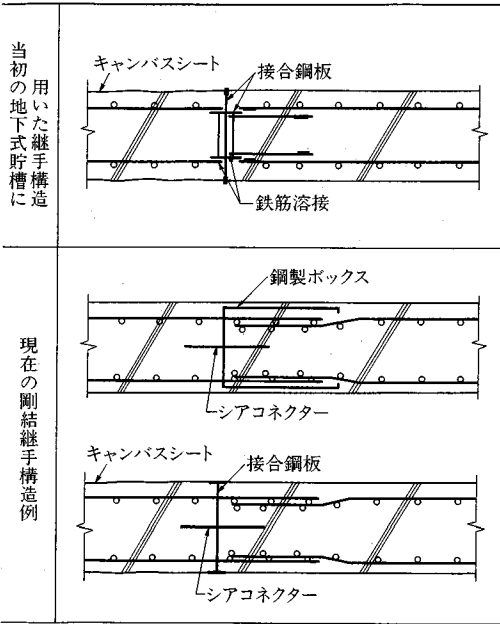 当初の地下式貯槽に
用いた継手構造
キャンバスシート
接合鋼板
鉄筋溶接
現在の剛結継手構造例
鋼製ボックス
シアコネクター
キャンバスシート
接合鋼板
シアコネクター